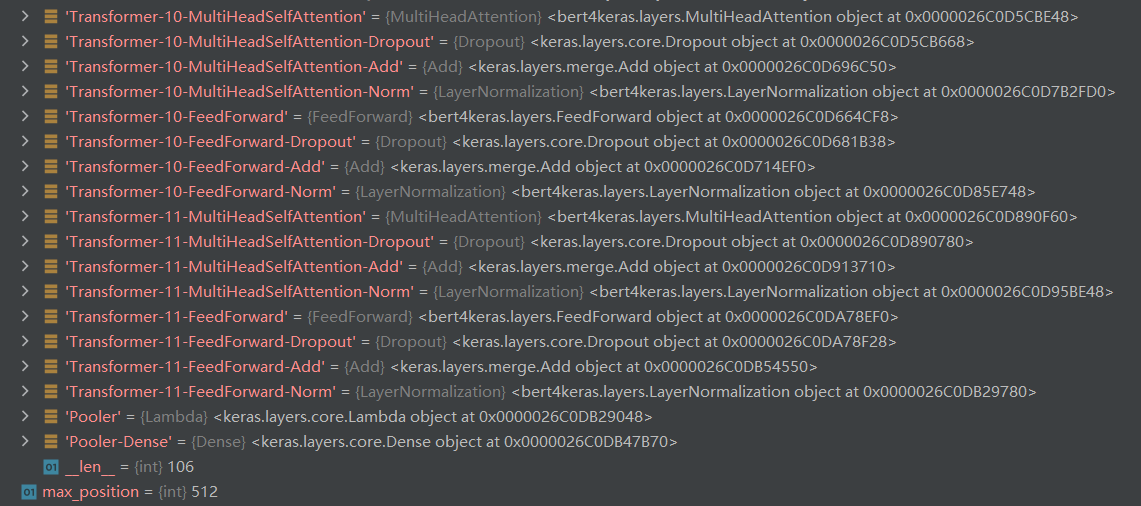 'Transformer-10-MultiHeadSelfAttention' = {MultiHeadAttention} <bert4keras.layers.MultiHeadAttention object at 0x0000026C0D5CBE48>
'Transformer-10-MultiHeadSelfAttention-Dropout' = {Dropout} <keras.layers.core.Dropout object at 0x0000026C0D5CB668>
'Transformer-10-MultiHeadSelfAttention-Add' = {Add} <keras.layers.merge.Add object at 0x0000026C0D696C50>
'Transformer-10-MultiHeadSelfAttention-Norm' = {LayerNormalization} <bert4keras.layers.LayerNormalization object at 0x0000026C0D7B2FD0>
'Transformer-10-FeedForward' = {FeedForward} <bert4keras.layers.FeedForward object at 0x0000026C0D664CF8>
'Transformer-10-FeedForward-Dropout' = {Dropout} <keras.layers.core.Dropout object at 0x0000026C0D681B38>
'Transformer-10-FeedForward-Add' = {Add} <keras.layers.merge.Add object at 0x0000026C0D714EF0>
'Transformer-10-FeedForward-Norm' = {LayerNormalization} <bert4keras.layers.LayerNormalization object at 0x0000026C0D85E748>
'Transformer-11-MultiHeadSelfAttention' = {MultiHeadAttention} <bert4keras.layers.MultiHeadAttention object at 0x0000026C0D890F60>
'Transformer-11-MultiHeadSelfAttention-Dropout' = {Dropout} <keras.layers.core.Dropout object at 0x0000026C0D890780>
'Transformer-11-MultiHeadSelfAttention-Add' = {Add} <keras.layers.merge.Add object at 0x0000026C0D913710>
'Transformer-11-MultiHeadSelfAttention-Norm' = {LayerNormalization} <bert4keras.layers.LayerNormalization object at 0x0000026C0D95BE48>
'Transformer-11-FeedForward' = {FeedForward} <bert4keras.layers.FeedForward object at 0x0000026C0DA78EF0>
'Transformer-11-FeedForward-Dropout' = {Dropout} <keras.layers.core.Dropout object at 0x0000026C0DA78F28>
'Transformer-11-FeedForward-Add' = {Add} <keras.layers.merge.Add object at 0x0000026C0DB54550>
'Transformer-11-FeedForward-Norm' = {LayerNormalization} <bert4keras.layers.LayerNormalization object at 0x0000026C0DB29780>
'Pooler' = {Lambda} <keras.layers.core.Lambda object at 0x0000026C0DB29048>
'Pooler-Dense' = {Dense} <keras.layers.core.Dense object at 0x0000026C0DB47B70>
01 __len__ = {int} 106
01 max_position = {int} 512